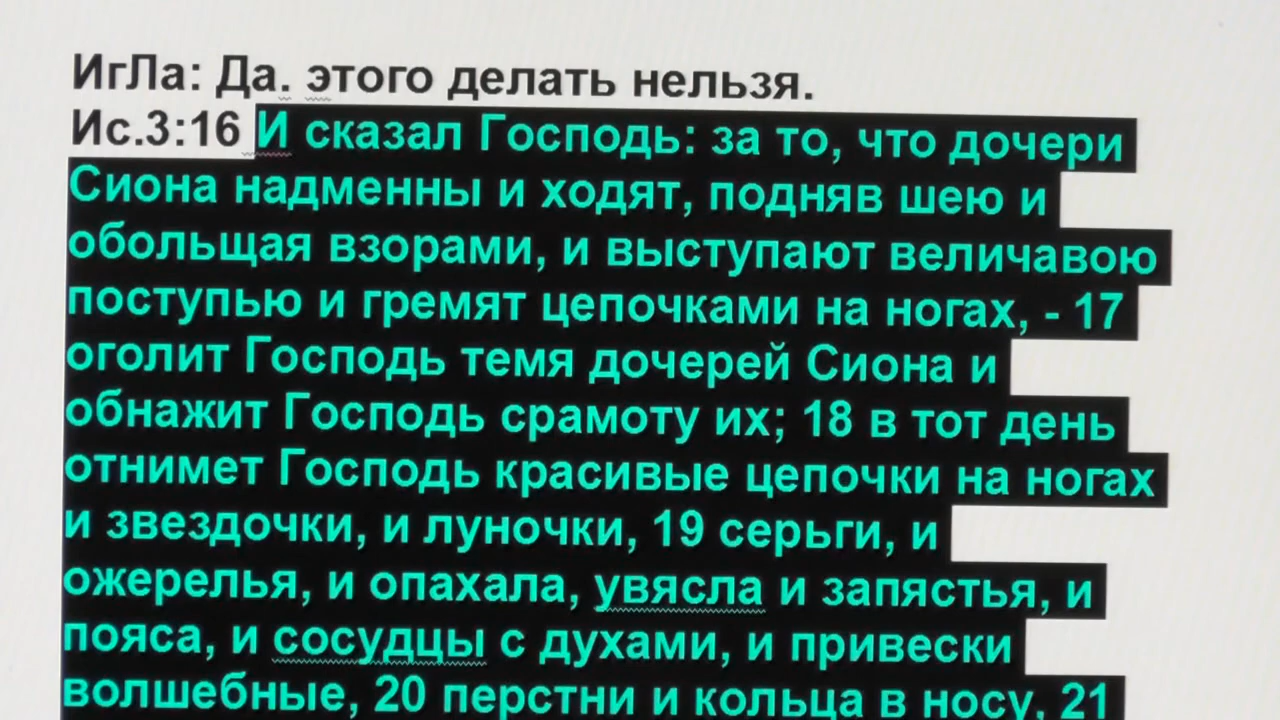 ИгЛа: Да. этого делать нельзя.
Ис.3:16 И сказал Господь: за то, что дочери
Сиона надменны и ходят, подняв шею и
обольщая взорами, и выступают величавою
поступью и гремят цепочками на ногах, - 17
оголит Господь темя дочерей Сиона и
обнажит Господь срамоту их; 18 в тот день
отнимет Господь красивые цепочки на ногах
и звездочки, и луночки, 19 серьги, и
ожерелья, и опахала, увясла и запястья, и
пояса, и сосудцы с духами, и привески
волшебные, 20 перстни и кольца в носу, 21